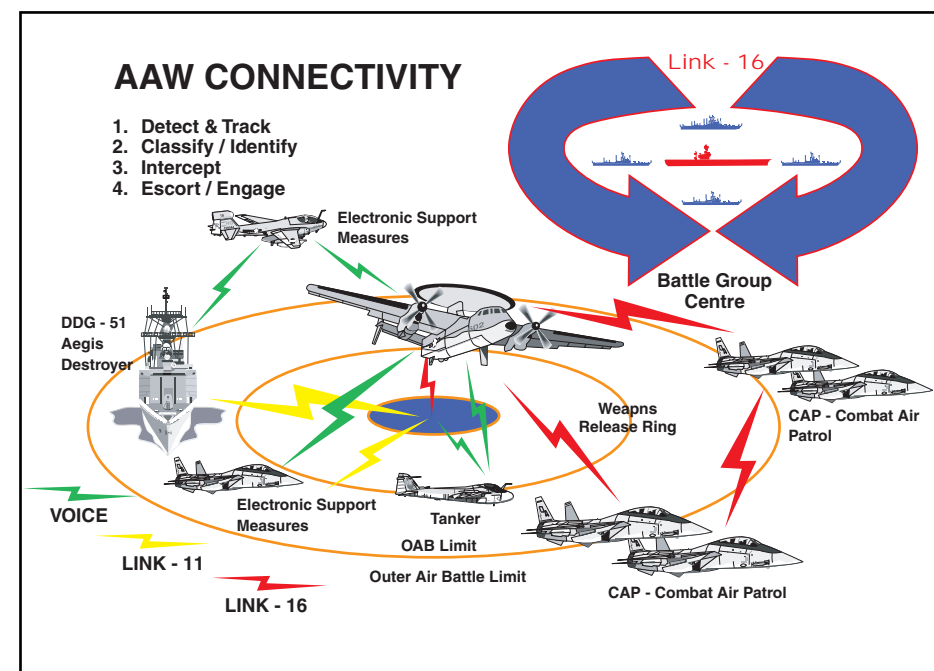 AAW CONNECTIVITY
Link - 16
1. Detect & Track
2. Classify / Identify
3. Intercept
4. Escort / Engage
Electronic Support
Measures
Battle Group
Centre
DDG - 51
Aegis
Destroyer
602
Weapns
Release Ring
CAP - Combat Air
Patrol
Electronic Support
Measures
Tanker
VOICE
OAB Limit
LINK - 11
Outer Air Battle Limit
LINK - 16
CAP - Combat Air Patrol